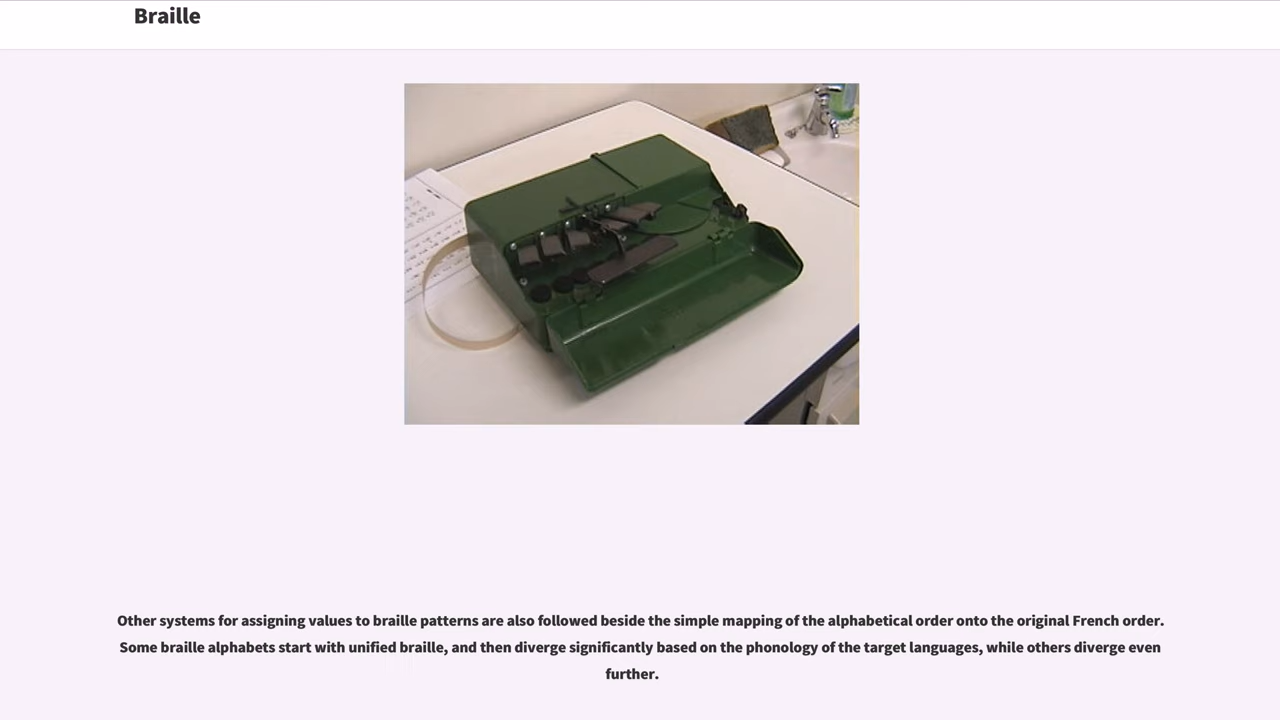 Braille
Other systems for assigning values to braille patterns are also followed beside the simple mapping of the alphabetical order onto the original French order.
Some braille alphabets start with unified braille, and then diverge significantly based on the phonology of the target languages, while others diverge even
further.